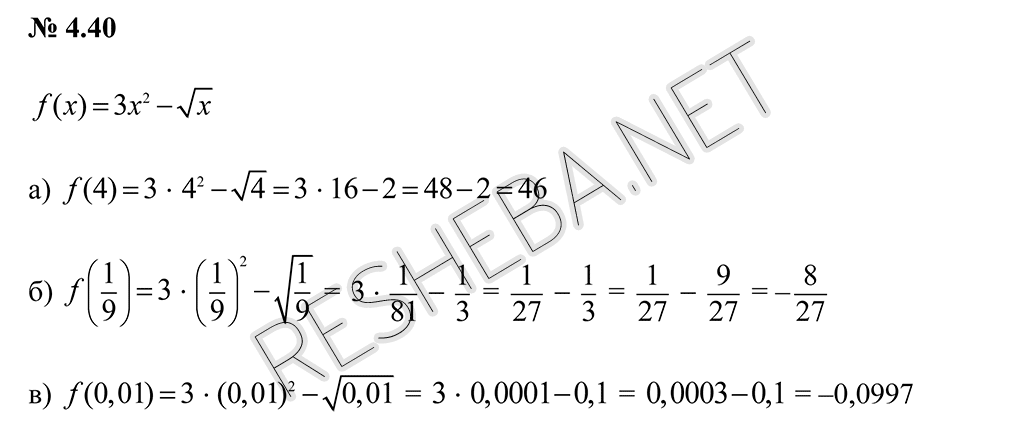 № 4.40
f(x) = 3x² – √x
а) f(4) = 3 · 4² – √4 = 3 · 16 – 2 = 48 – 2 = 46
б) f(1/9) = 3 · (1/9)² – √(1/9) = 3 · 1/81 – 1/3 = 1/27 – 1/3 = 1/27 – 9/27 = –8/27
в) f(0,01) = 3 · (0,01)² – √0,01 = 3 · 0,0001 – 0,1 = 0,0003 – 0,1 = –0,0997
RESHEBA.NET